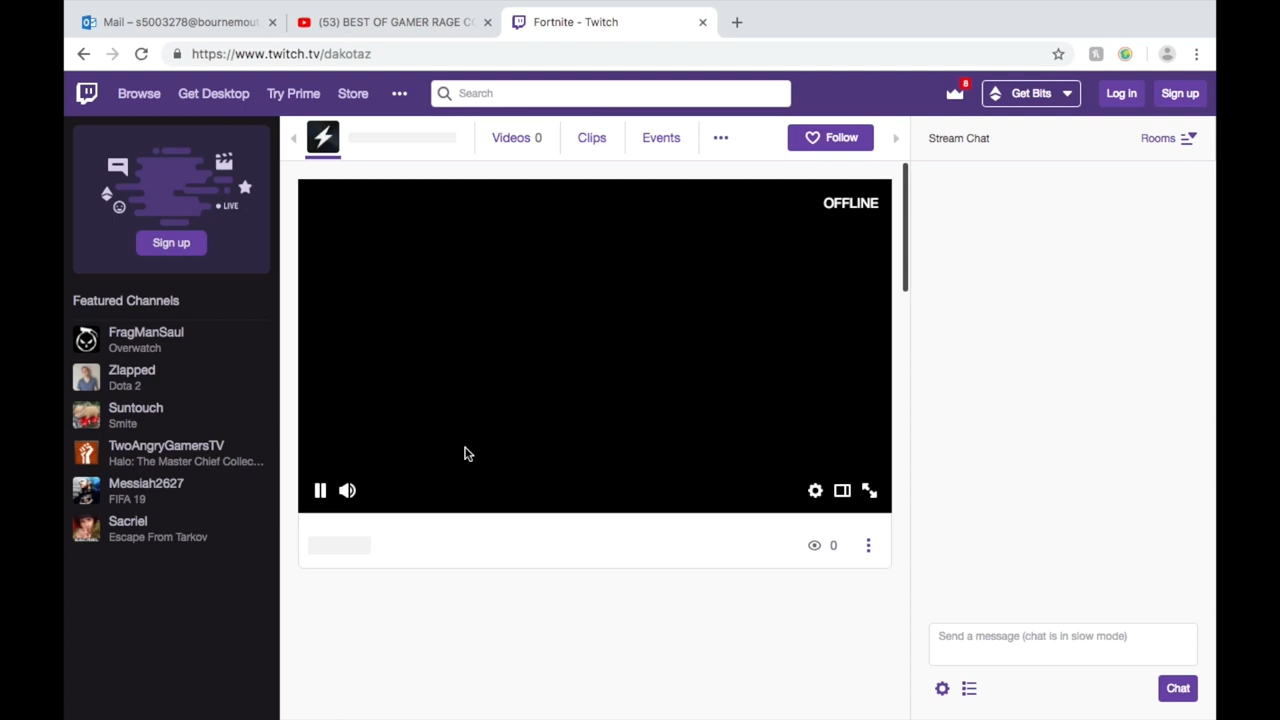 Mail – s5003278@bournemout
(53) BEST OF GAMER RAGE CO
Fortnite - Twitch
https://www.twitch.tv/dakotaz
Browse
Get Desktop
Try Prime
Store
Search
8
Get Bits
Log in
Sign up
LIVE
Sign up
Featured Channels
FragManSaul
Overwatch
Zlapped
Dota 2
Suntouch
Smite
TwoAngryGamersTV
Halo: The Master Chief Collec...
Messiah2627
FIFA 19
Sacriel
Escape From Tarkov
Videos 0
Clips
Events
Follow
OFFLINE
0
Stream Chat
Rooms
Send a message (chat is in slow mode)
Chat